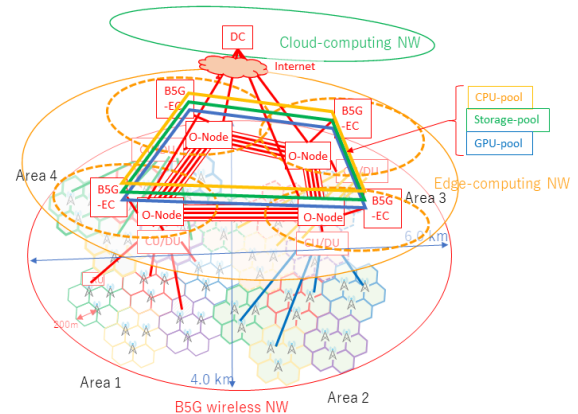 DC
Cloud-computing NW
Internet
B5G
-EC
B5G
-EC
CPU-pool
Storage-pool
GPU-pool
O-Node
O-Node
Area 4
CU/DU
B5G
-EC
Edge-computing NW
Area 3
B5G
-EC
O-Node
O-Node
CU/DU
CU/DU
6.0 km
RU
200m
Area 1
4.0 km
Area 2
B5G wireless NW